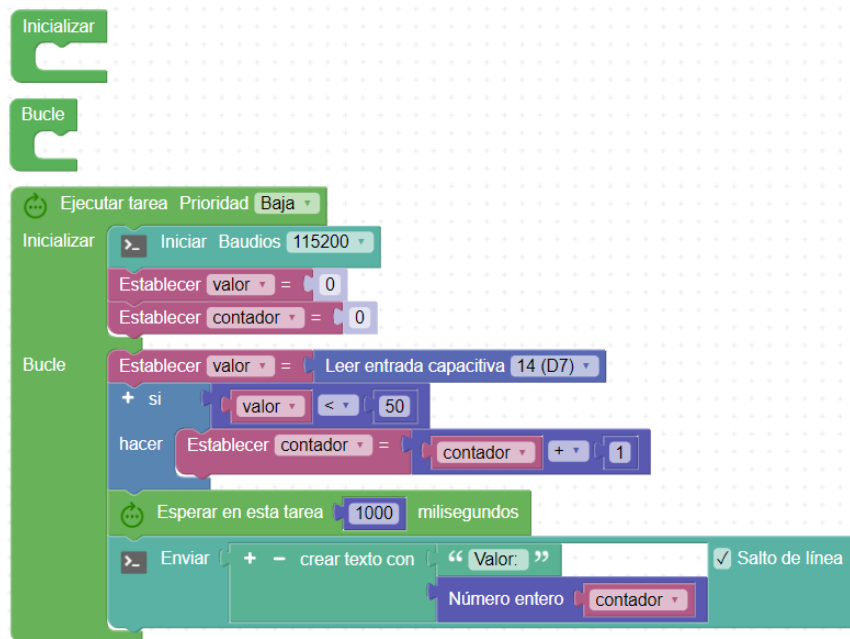 Inicializar
Bucle
Ejecutar tarea Prioridad Baja
Inicializar
>_ Iniciar Baudios 115200
Establecer valor = 0
Establecer contador = 0
Bucle
Establecer valor = Leer entrada capacitiva 14 (D7)
+ si valor < 50
hacer Establecer contador = contador + 1
Esperar en esta tarea 1000 milisegundos
>_ Enviar + − crear texto con “ Valor: ” Salto de línea
Número entero contador